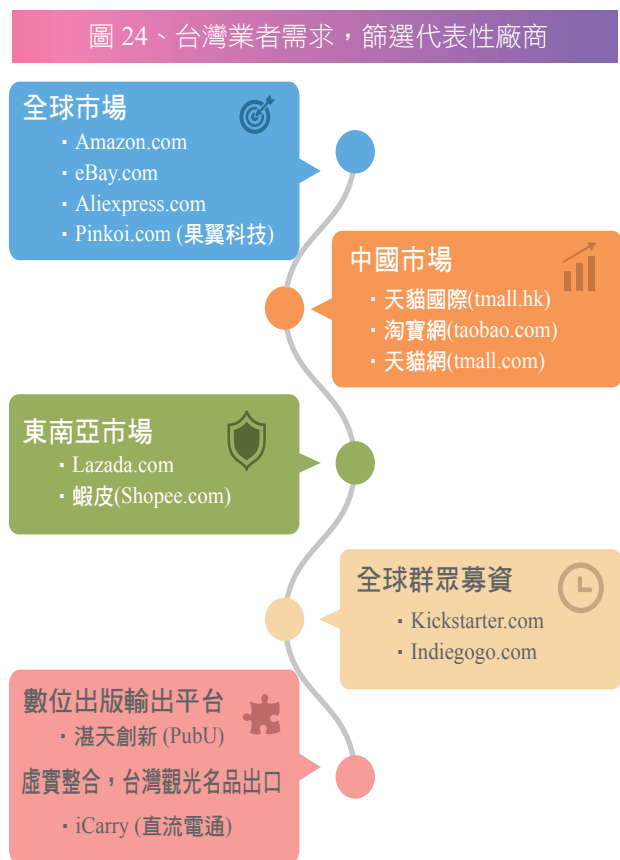 圖 24、台灣業者需求，篩選代表性廠商
全球市場
· Amazon.com
· eBay.com
· Aliexpress.com
· Pinkoi.com (果翼科技)
中國市場
· 天貓國際(tmall.hk)
· 淘寶網(taobao.com)
· 天貓網(tmall.com)
東南亞市場
· Lazada.com
· 蝦皮(Shopee.com)
全球群眾募資
· Kickstarter.com
· Indiegogo.com
數位出版輸出平台
· 湛天創新 (PubU)
虛實整合，台灣觀光名品出口
· iCarry (直流電通)